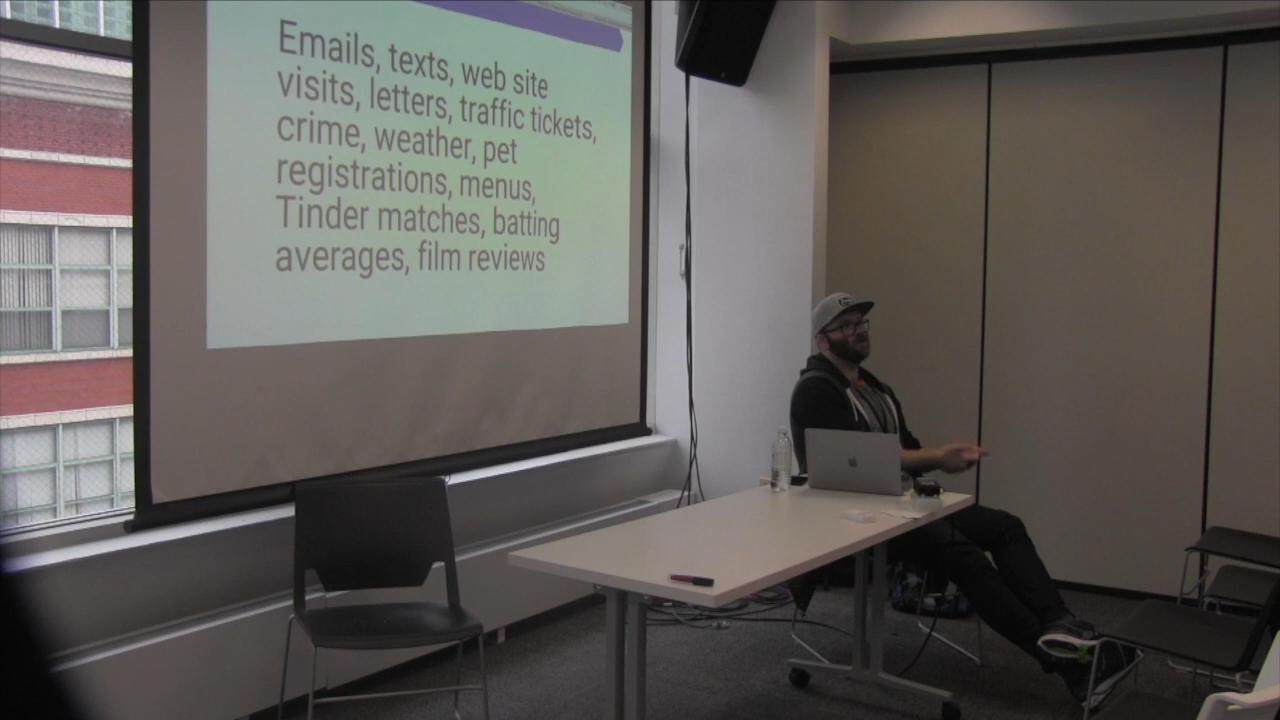 Emails, texts, web site
visits, letters, traffic tickets,
crime, weather, pet
registrations, menus,
Tinder matches, batting
averages, film reviews